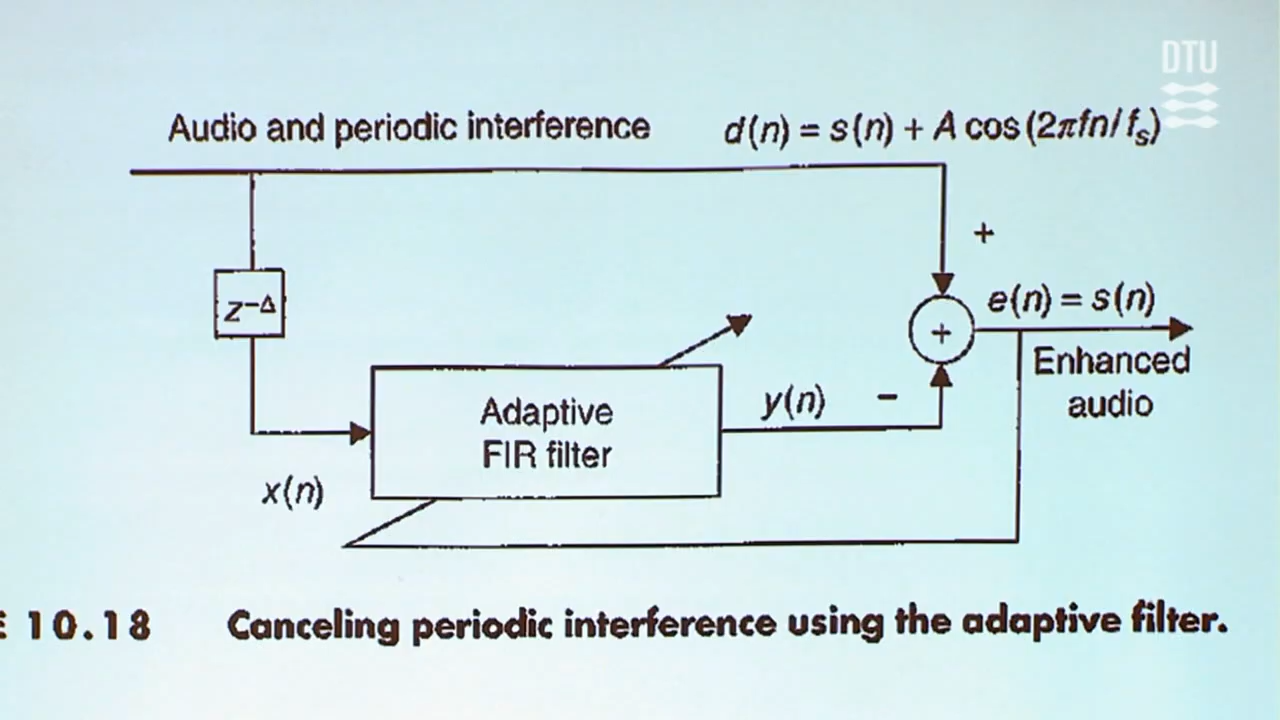 DTU
Audio and periodic interference d(n) = s(n) + A cos (2πfn/fₛ)
+
z⁻ᐃ
e(n) = s(n)
+
Enhanced
audio
Adaptive
FIR filter
y(n) −
x(n)
E 10.18 Canceling periodic interference using the adaptive filter.